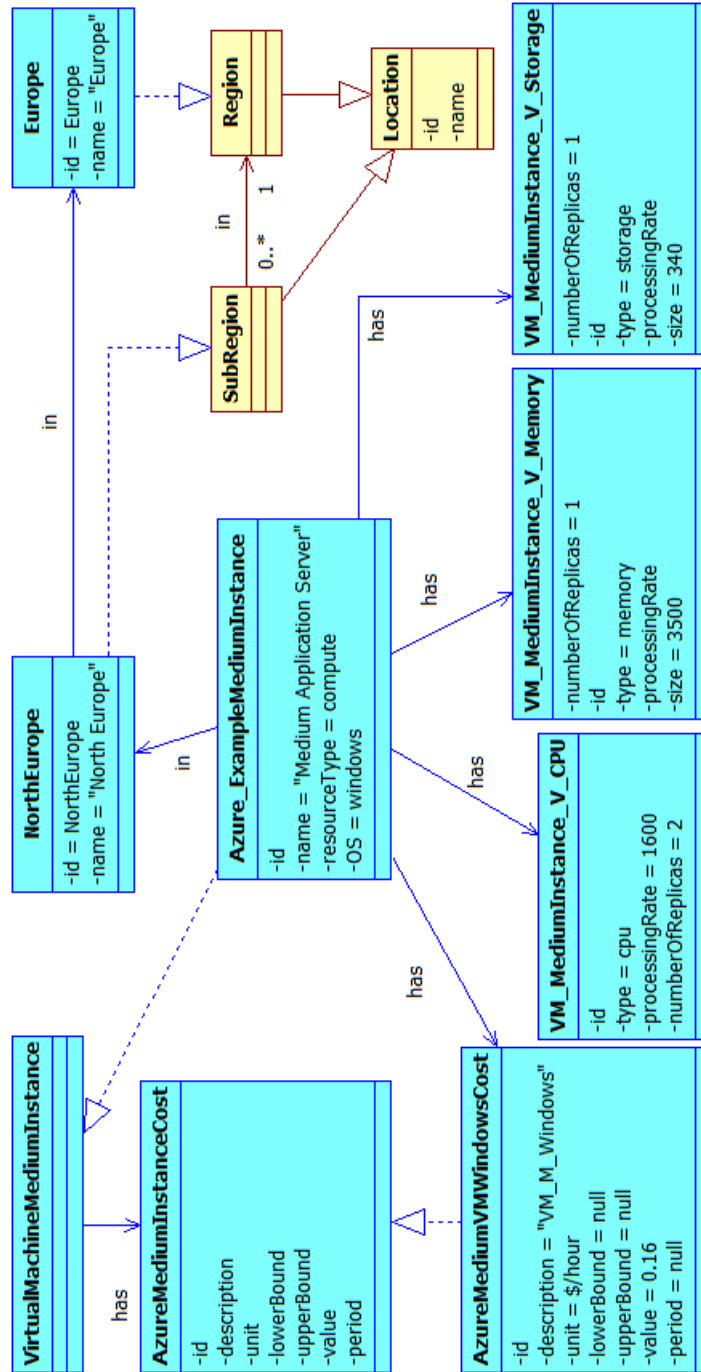 VirtualMachineMediumInstance
has
AzureMediumInstanceCost
-id
-description
-unit
-lowerBound
-upperBound
-value
-period
AzureMediumVMWindowsCost
-id
-description = "VM_M_Windows"
-unit = $/hour
-lowerBound = null
-upperBound = null
-value = 0.16
-period = null
NorthEurope
-id = NorthEurope
-name = "North Europe"
in
in
Azure_ExampleMediumInstance
-id
-name = "Medium Application Server"
-resourceType = compute
-OS = windows
has
has
has
has
VM_MediumInstance_V_CPU
-id
-type = cpu
-processingRate = 1600
-numberOfReplicas = 2
VM_MediumInstance_V_Memory
-numberOfReplicas = 1
-id
-type = memory
-processingRate
-size = 3500
Europe
-id = Europe
-name = "Europe"
SubRegion
in
0..*
1
Region
Location
-id
-name
VM_MediumInstance_V_Storage
-numberOfReplicas = 1
-id
-type = storage
-processingRate
-size = 340